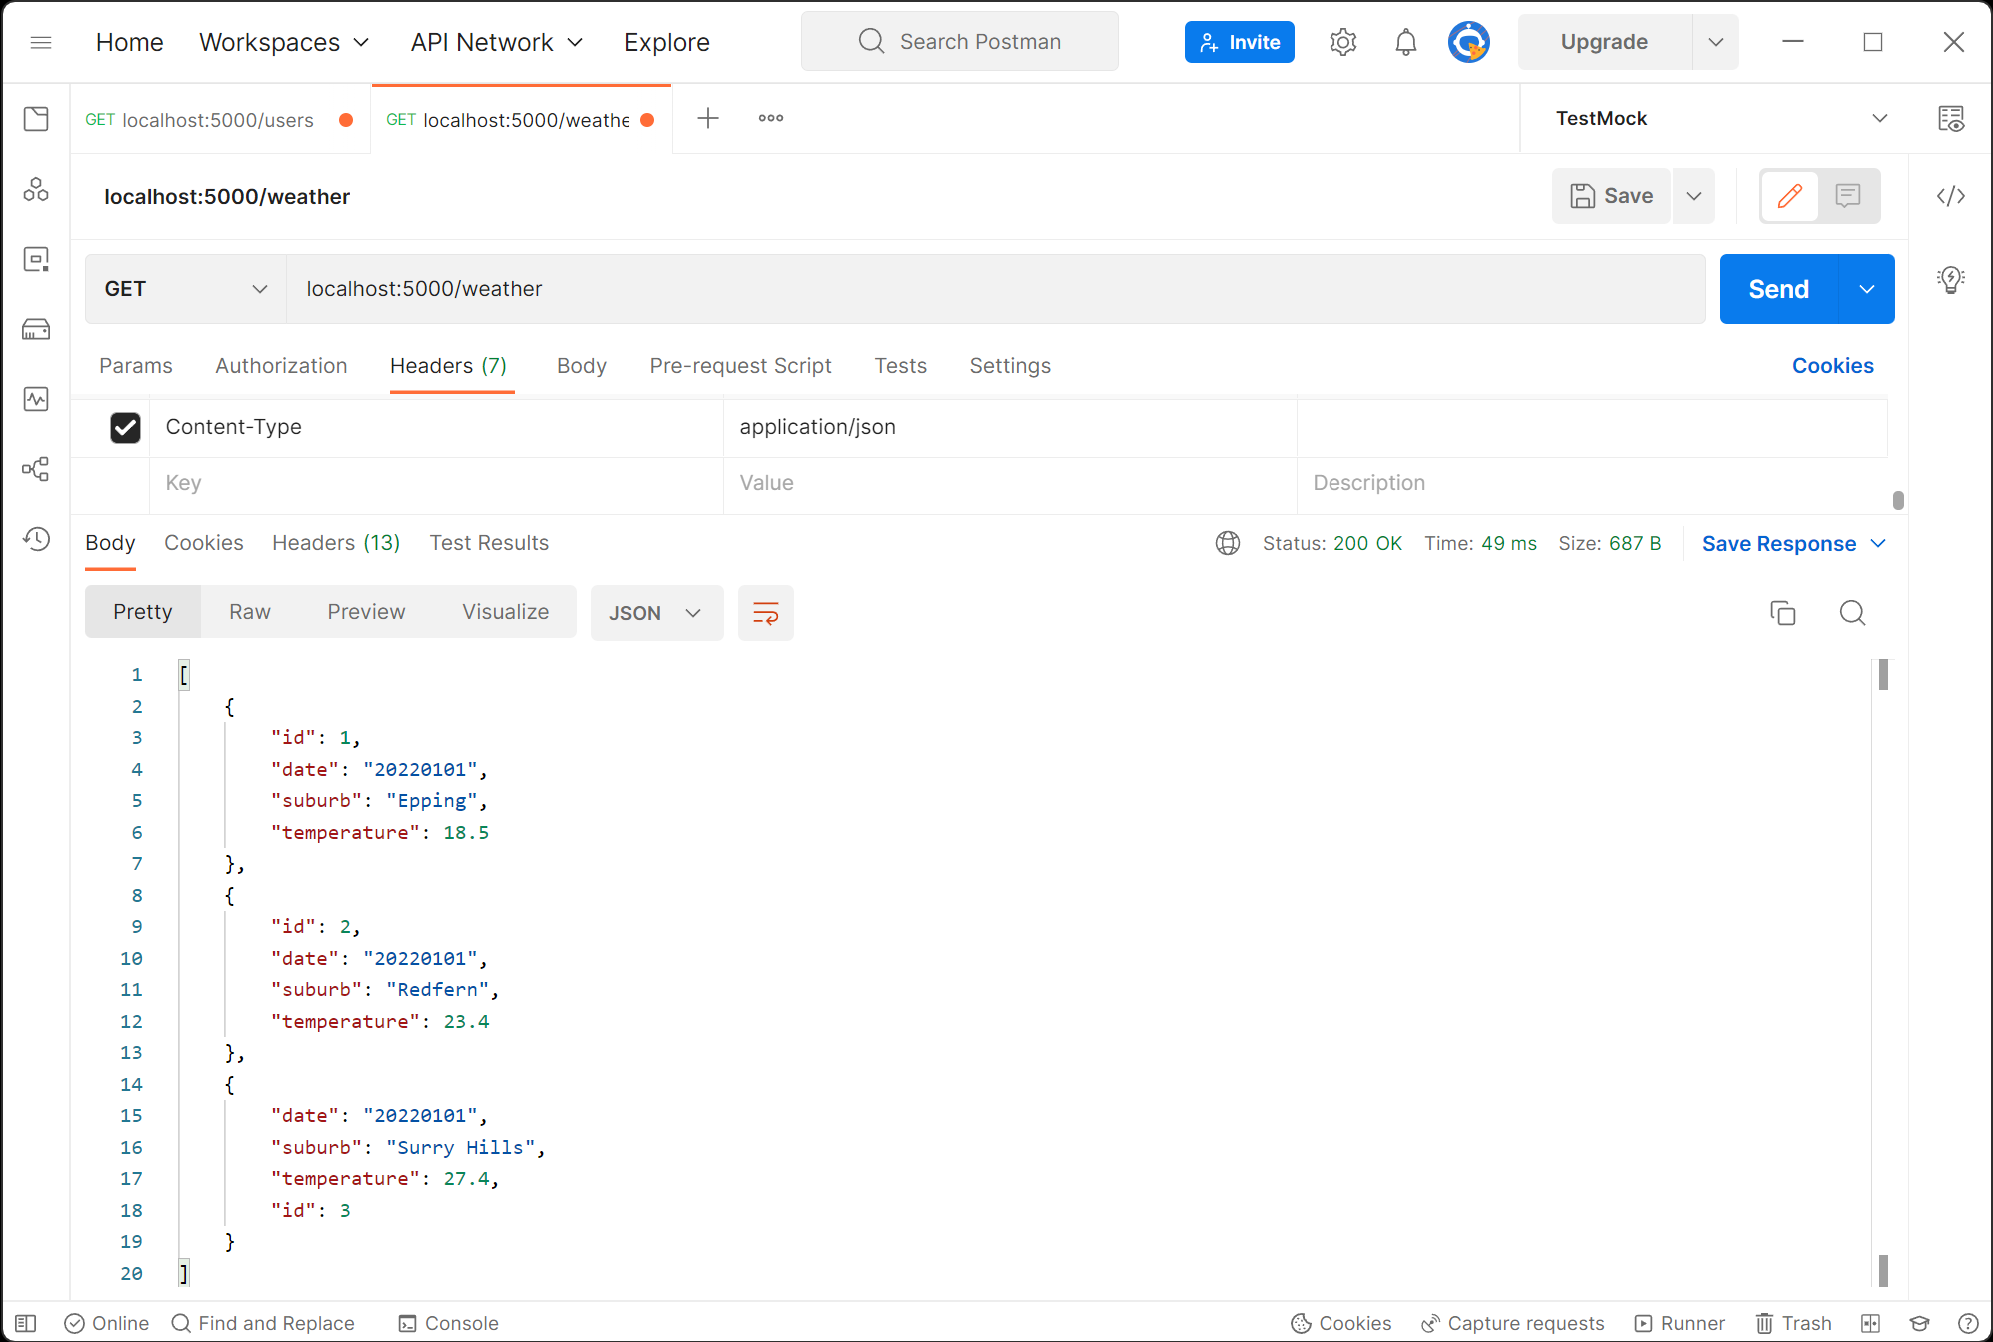 Home Workspaces API Network Explore Search Postman Invite Upgrade
GET localhost:5000/users GET localhost:5000/weathe TestMock
localhost:5000/weather Save
GET localhost:5000/weather Send
Params Authorization Headers (7) Body Pre-request Script Tests Settings Cookies
Content-Type application/json
Key Value Description
Body Cookies Headers (13) Test Results Status: 200 OK Time: 49 ms Size: 687 B Save Response
Pretty Raw Preview Visualize JSON
1 [
2 {
3 "id": 1,
4 "date": "20220101",
5 "suburb": "Epping",
6 "temperature": 18.5
7 },
8 {
9 "id": 2,
10 "date": "20220101",
11 "suburb": "Redfern",
12 "temperature": 23.4
13 },
14 {
15 "date": "20220101",
16 "suburb": "Surry Hills",
17 "temperature": 27.4,
18 "id": 3
19 }
20 ]
Online Find and Replace Console Cookies Capture requests Runner Trash